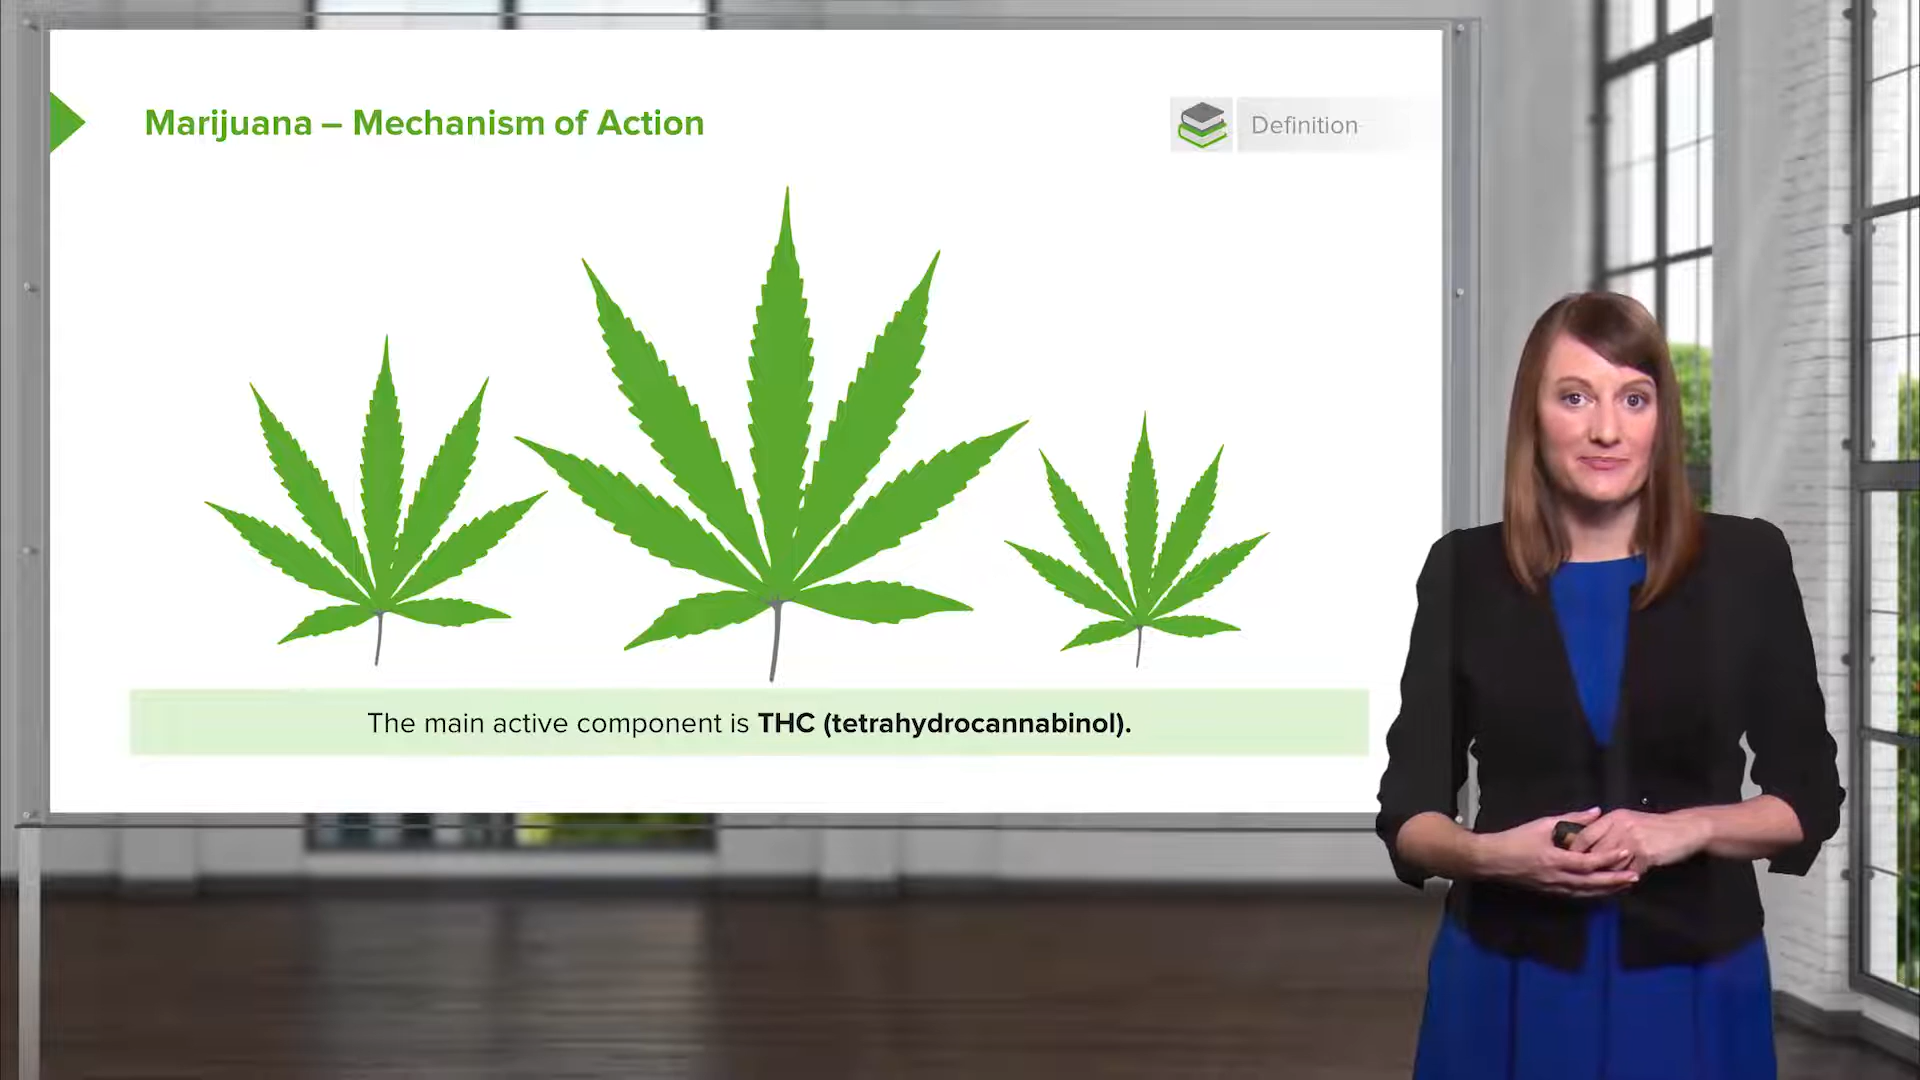 Marijuana – Mechanism of Action
Definition
The main active component is THC (tetrahydrocannabinol).